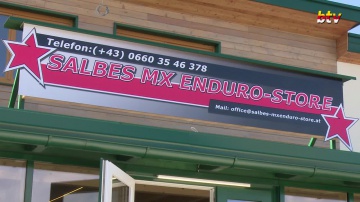 btv
Telefon:(+43) 0660 35 46 378
SALBES-MX-ENDURO-STORE
Mail: office@salbes-mxenduro-store.at